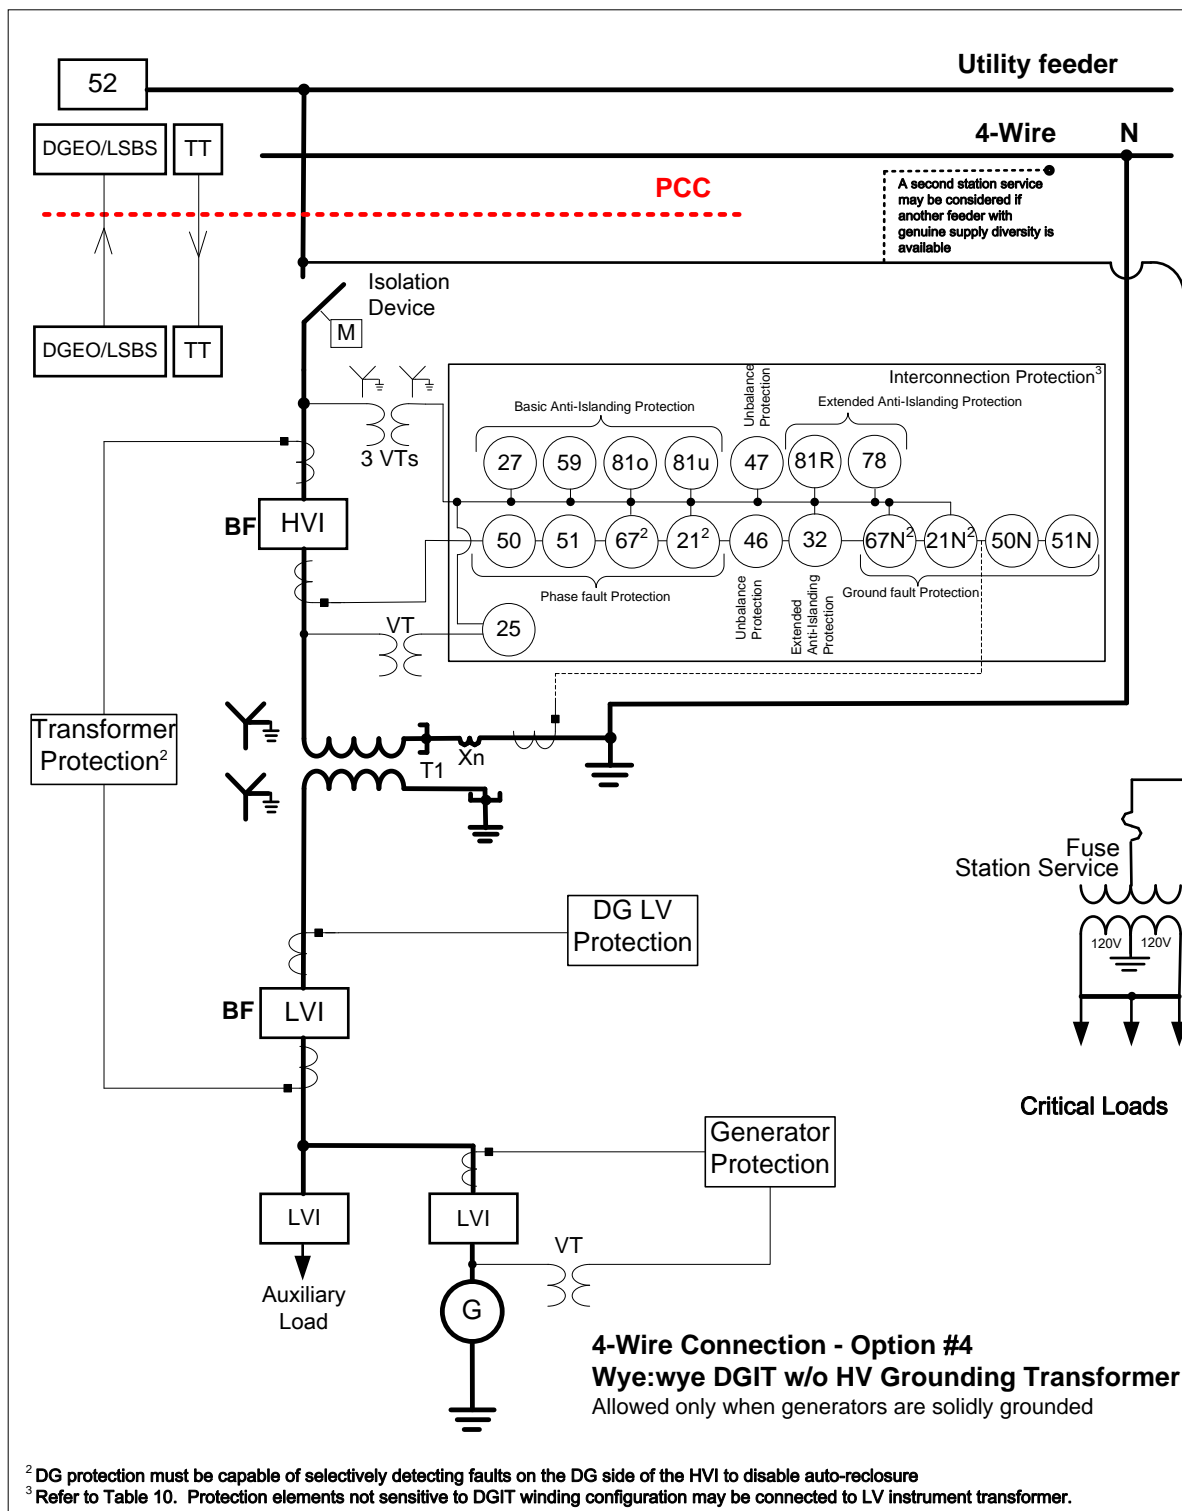 52
Utility feeder
DGEO/LSBS
TT
4-Wire
N
PCC
A second station service
may be considered if
another feeder with
genuine supply diversity is
available
Isolation
Device
M
DGEO/LSBS
TT
Interconnection Protection3
Basic Anti-Islanding Protection
Unbalance
Protection
Extended Anti-Islanding Protection
3 VTs
27
59
81o
81u
47
81R
78
BF
HVI
50
51
67²
21²
46
32
67N²
21N²
50N
51N
Phase fault Protection
Unbalance
Protection
Extended
Anti-Islanding
Protection
Ground fault Protection
VT
25
Transformer
Protection²
T1
Xn
Fuse
Station Service
120V
120V
DG LV
Protection
BF
LVI
Critical Loads
Generator
Protection
LVI
LVI
VT
Auxiliary
Load
G
4-Wire Connection - Option #4
Wye:wye DGIT w/o HV Grounding Transformer
Allowed only when generators are solidly grounded
² DG protection must be capable of selectively detecting faults on the DG side of the HVI to disable auto-reclosure
³ Refer to Table 10. Protection elements not sensitive to DGIT winding configuration may be connected to LV instrument transformer.